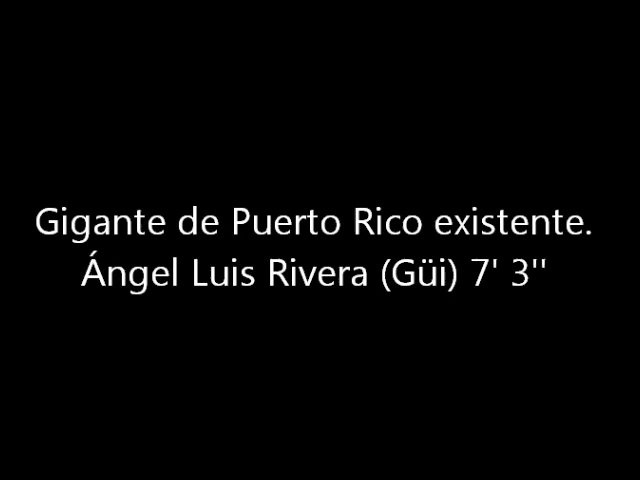 Gigante de Puerto Rico existente.
Ángel Luis Rivera (Güi) 7' 3''